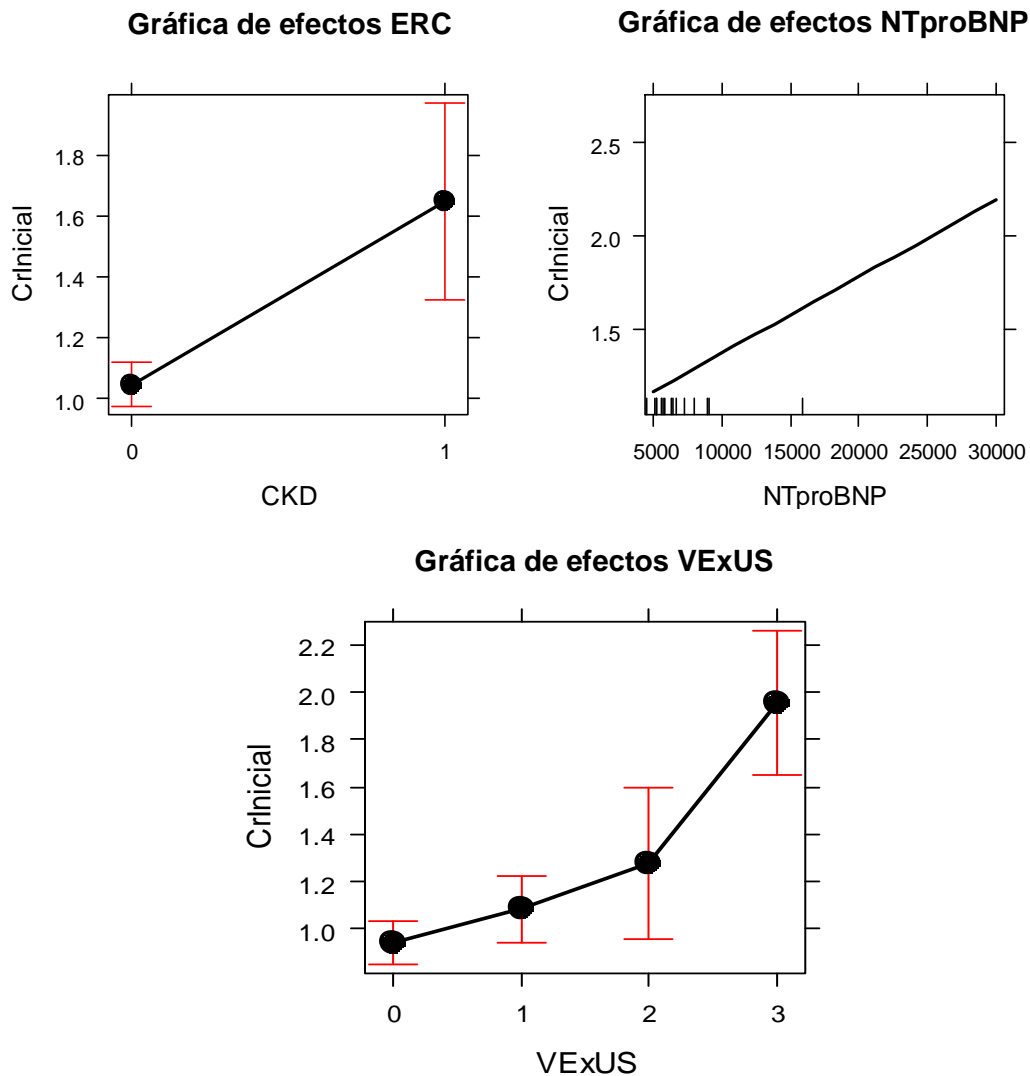 Gráfica de efectos ERC
1.8
1.6
1.4
1.2
1.0
CrInicial
0 1
CKD
Gráfica de efectos NTproBNP
2.5
2.0
1.5
CrInicial
5000 10000 15000 20000 25000 30000
NTproBNP
Gráfica de efectos VExUS
2.2
2.0
1.8
1.6
1.4
1.2
1.0
CrInicial
0 1 2 3
VExUS